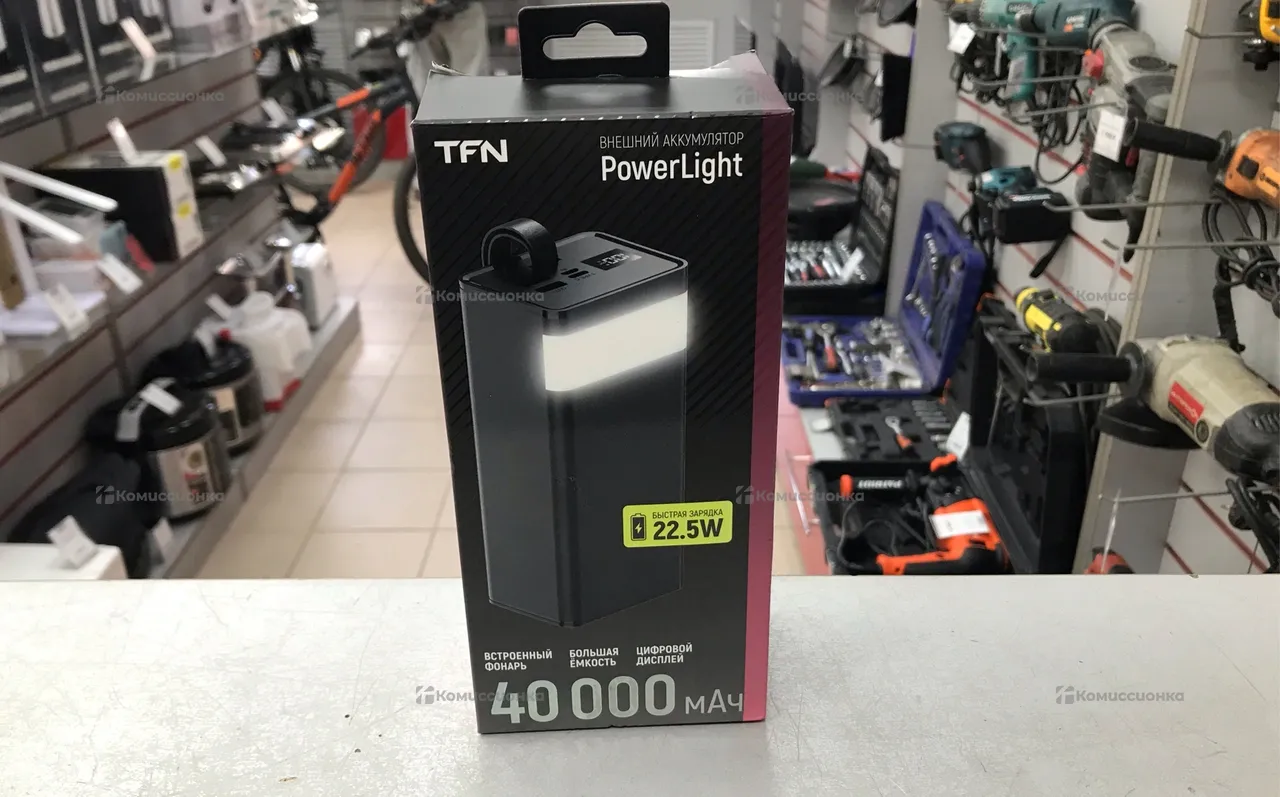 TFN
ВНЕШНИЙ АККУМУЛЯТОР
PowerLight
БЫСТРАЯ ЗАРЯДКА
22.5W
ВСТРОЕННЫЙ
ФОНАРЬ
БОЛЬШАЯ
ЁМКОСТЬ
ЦИФРОВОЙ
ДИСПЛЕЙ
40 000 мАч
Комиссионка
Комиссионка
Комиссионка
Комиссионка
Комиссионка
Комиссионка
Комиссионка
Комиссионка